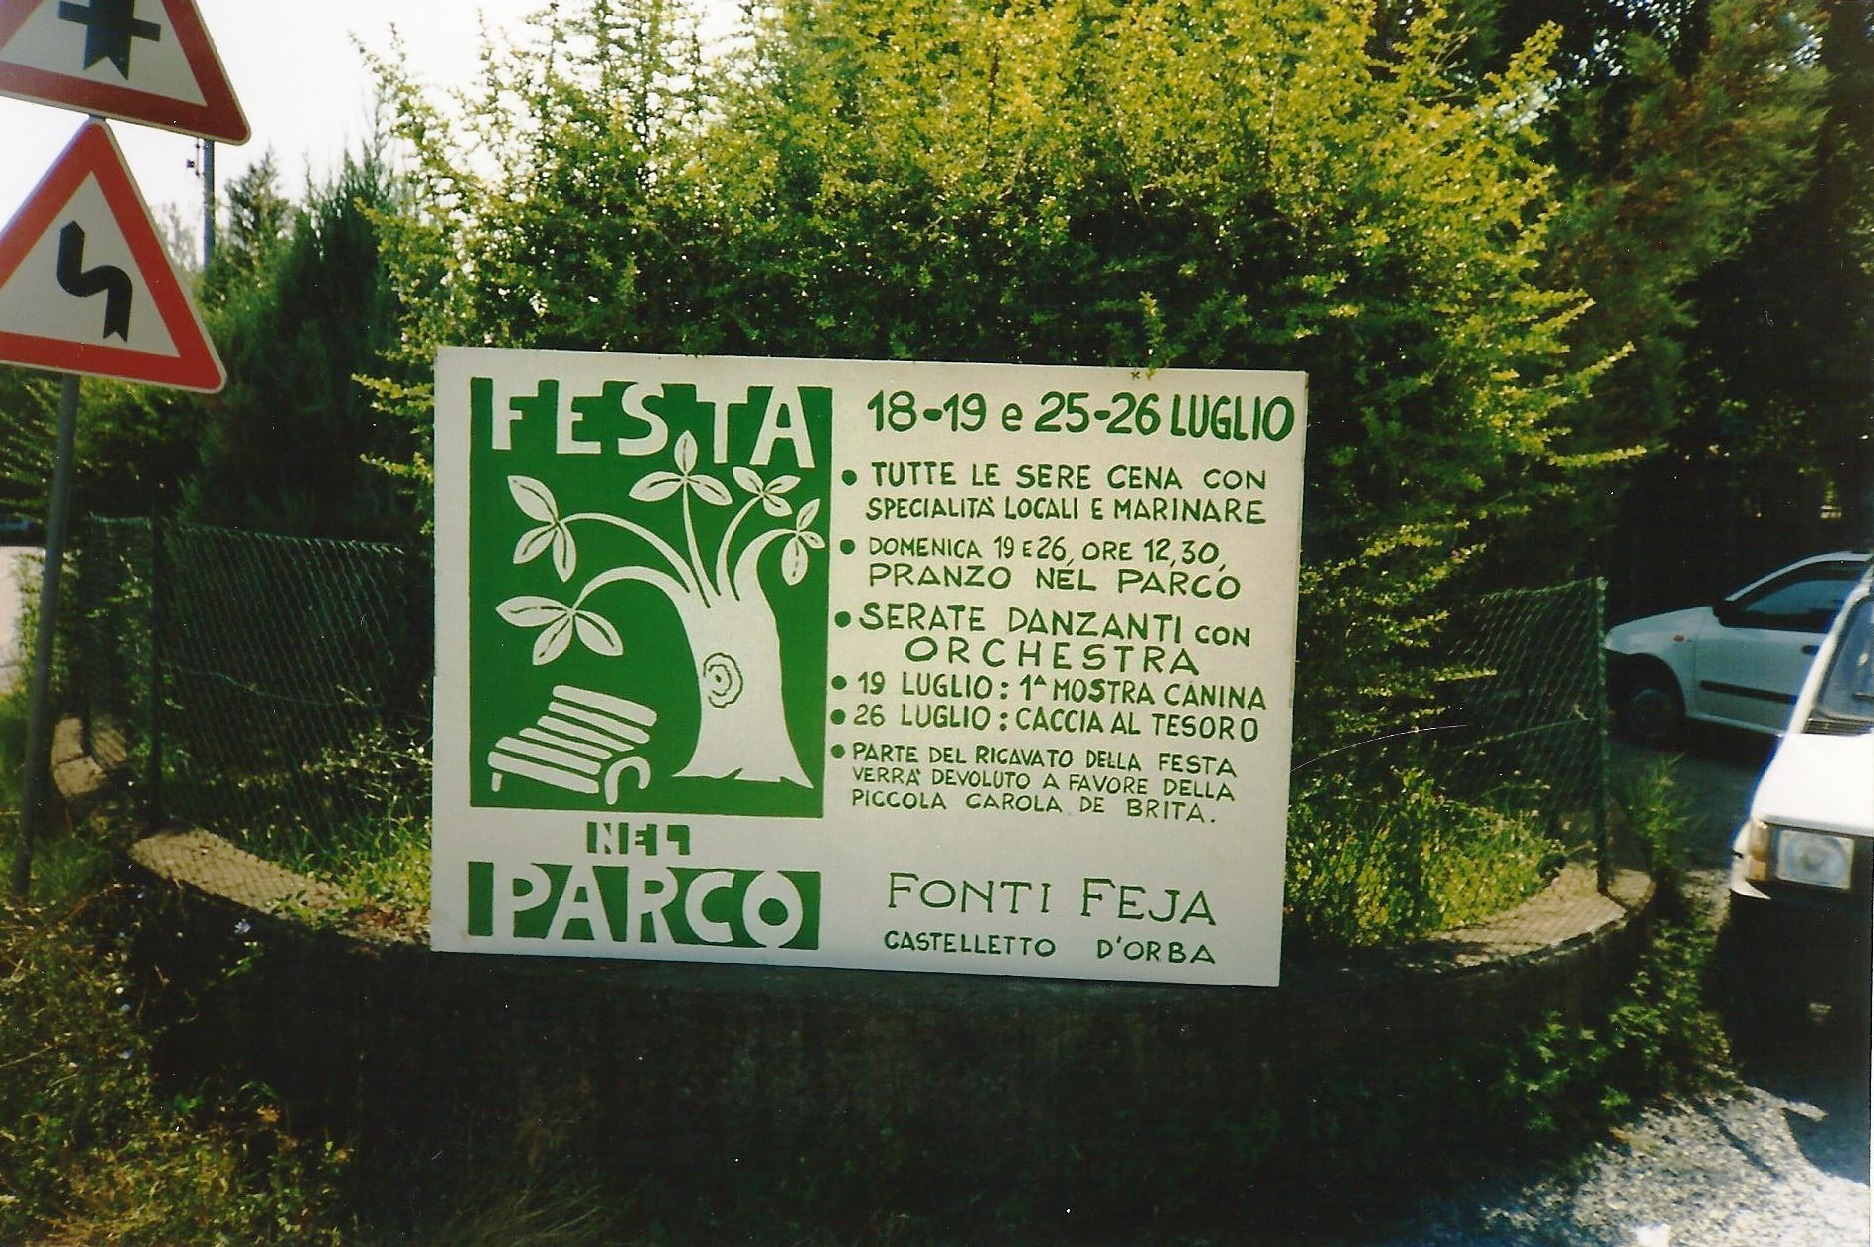 FESTA
NEL
PARCO
18-19 e 25-26 LUGLIO
• TUTTE LE SERE CENA CON
SPECIALITÀ LOCALI E MARINARE
• DOMENICA 19 E 26, ORE 12,30,
PRANZO NEL PARCO
• SERATE DANZANTI CON
ORCHESTRA
• 19 LUGLIO: 1ª MOSTRA CANINA
• 26 LUGLIO: CACCIA AL TESORO
• PARTE DEL RICAVATO DELLA FESTA
VERRA' DEVOLUTO A FAVORE DELLA
PICCOLA CAROLA DE BRITA.
FONTI FEJA
CASTELLETTO D'ORBA